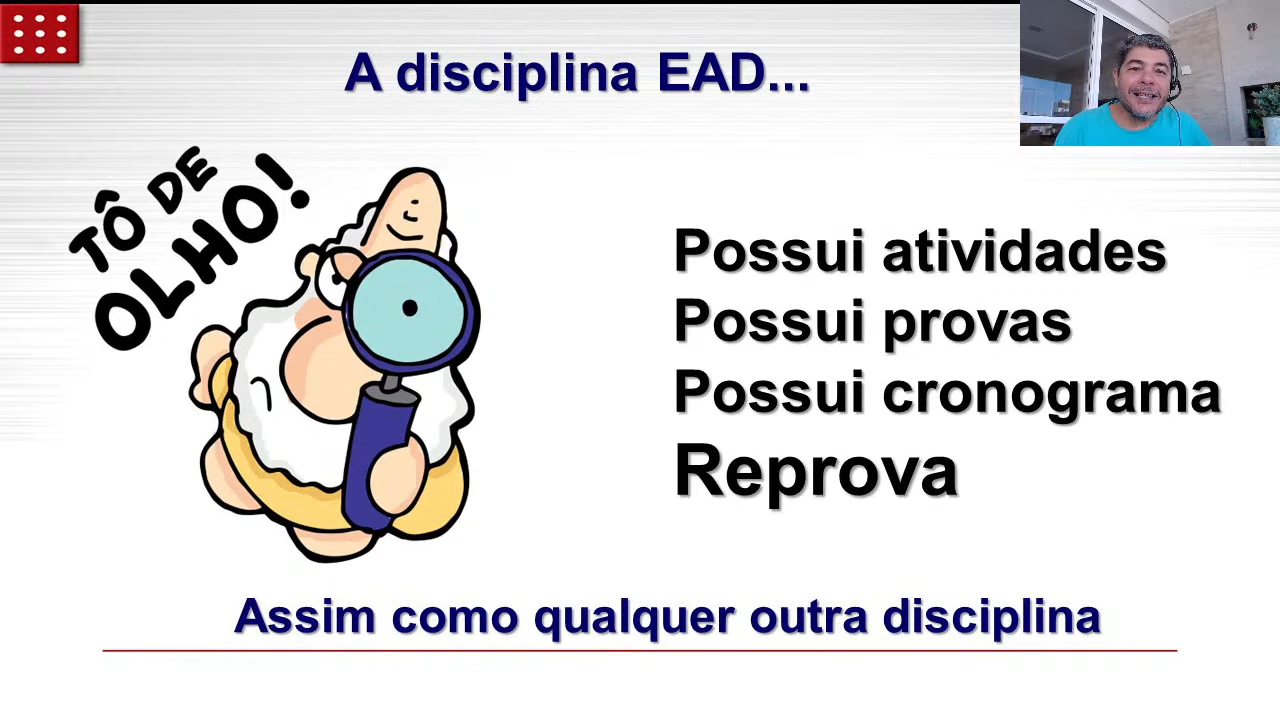 A disciplina EAD...
TÔ DE
OLHO!
Possui atividades
Possui provas
Possui cronograma
Reprova
Assim como qualquer outra disciplina